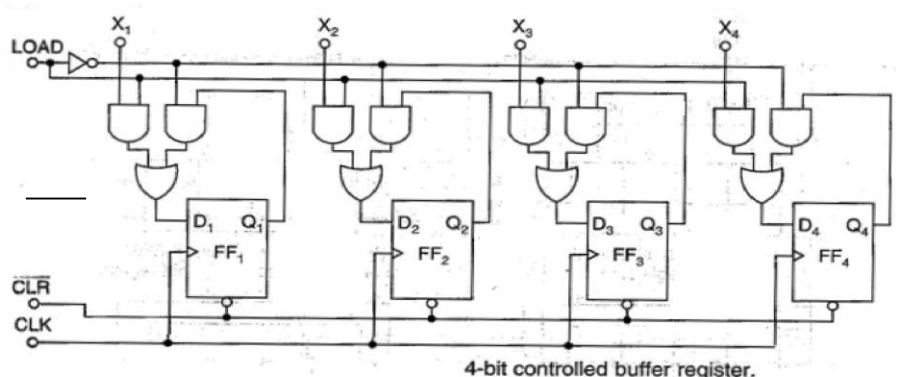 X1 X2 X3 X4
LOAD
D1 Q1 D2 Q2 D3 Q3 D4 Q4
FF1 FF2 FF3 FF4
CLR
CLK
4-bit controlled buffer register.